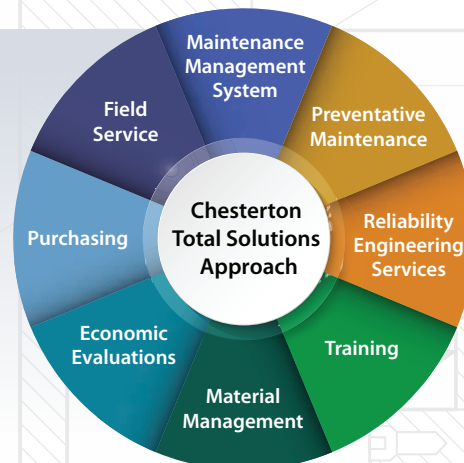 Maintenance
Management
System
Preventative
Maintenance
Reliability
Engineering
Services
Training
Material
Management
Economic
Evaluations
Purchasing
Field
Service
Chesterton
Total Solutions
Approach